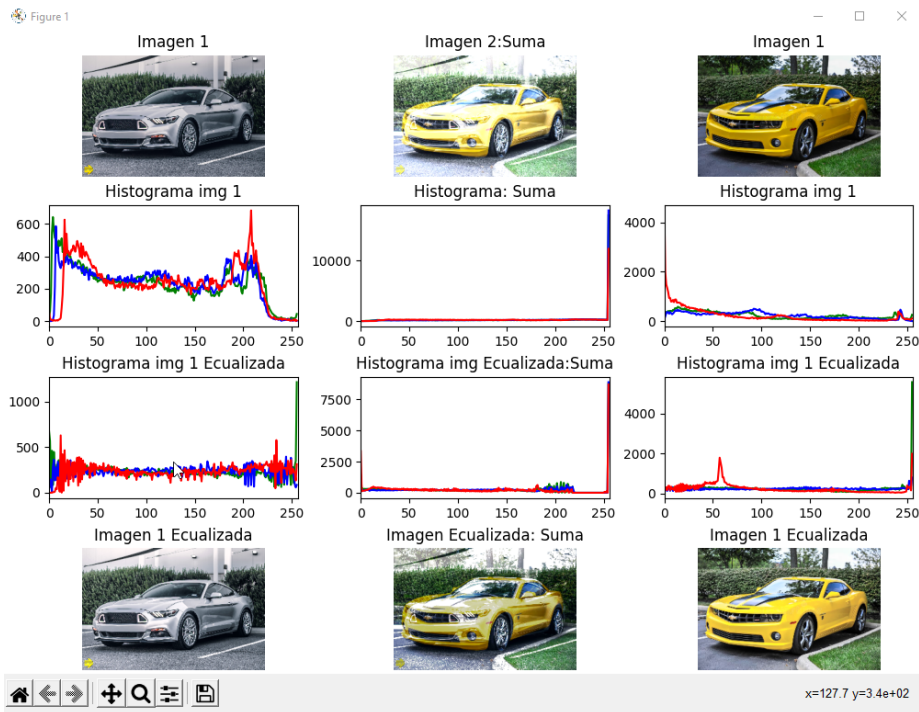 Figure 1
Imagen 1 Imagen 2:Suma Imagen 1
Histograma img 1 Histograma: Suma Histograma img 1
600
400
200
0
0 50 100 150 200 250
10000
0
0 50 100 150 200 250
4000
2000
0
0 50 100 150 200 250
Histograma img 1 Ecualizada Histograma img Ecualizada:Suma Histograma img 1 Ecualizada
1000
500
0
0 50 100 150 200 250
7500
5000
2500
0
0 50 100 150 200 250
4000
2000
0
0 50 100 150 200 250
Imagen 1 Ecualizada Imagen Ecualizada: Suma Imagen 1 Ecualizada
x=127.7 y=3.4e+02